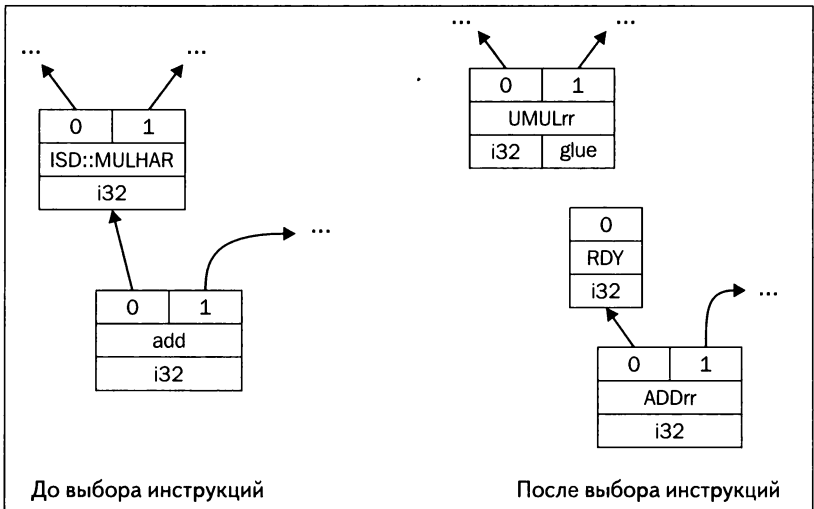 ... ...
0 1
ISD::MULHAR
i32
...
0 1
add
i32
До выбора инструкций
... ...
0 1
UMULrr
i32 glue
0
RDY
i32
...
0 1
ADDrr
i32
После выбора инструкций